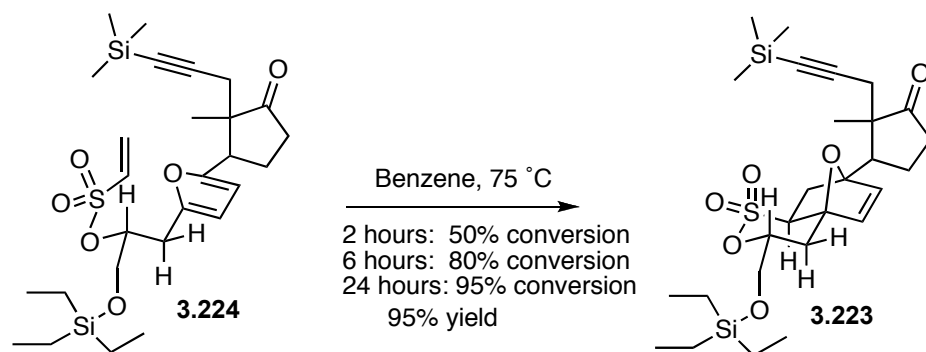 Si
O
O
O
S
O
O
H
H
H
O
Si
3.224
Benzene, 75 ˚C
2 hours: 50% conversion
6 hours: 80% conversion
24 hours: 95% conversion
95% yield
Si
O
O
O
O
S
H
O
H
H
O
Si
3.223